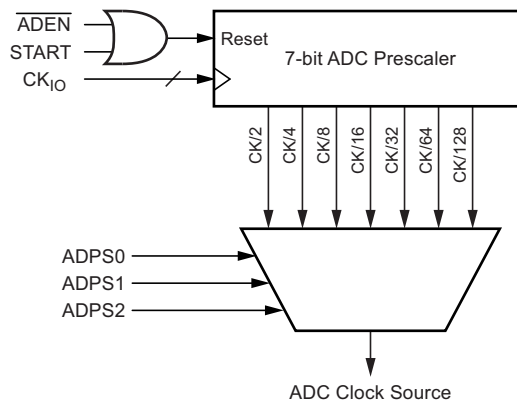 ADEN
START
CK_IO
Reset
7-bit ADC Prescaler
CK/2
CK/4
CK/8
CK/16
CK/32
CK/64
CK/128
ADPS0
ADPS1
ADPS2
ADC Clock Source